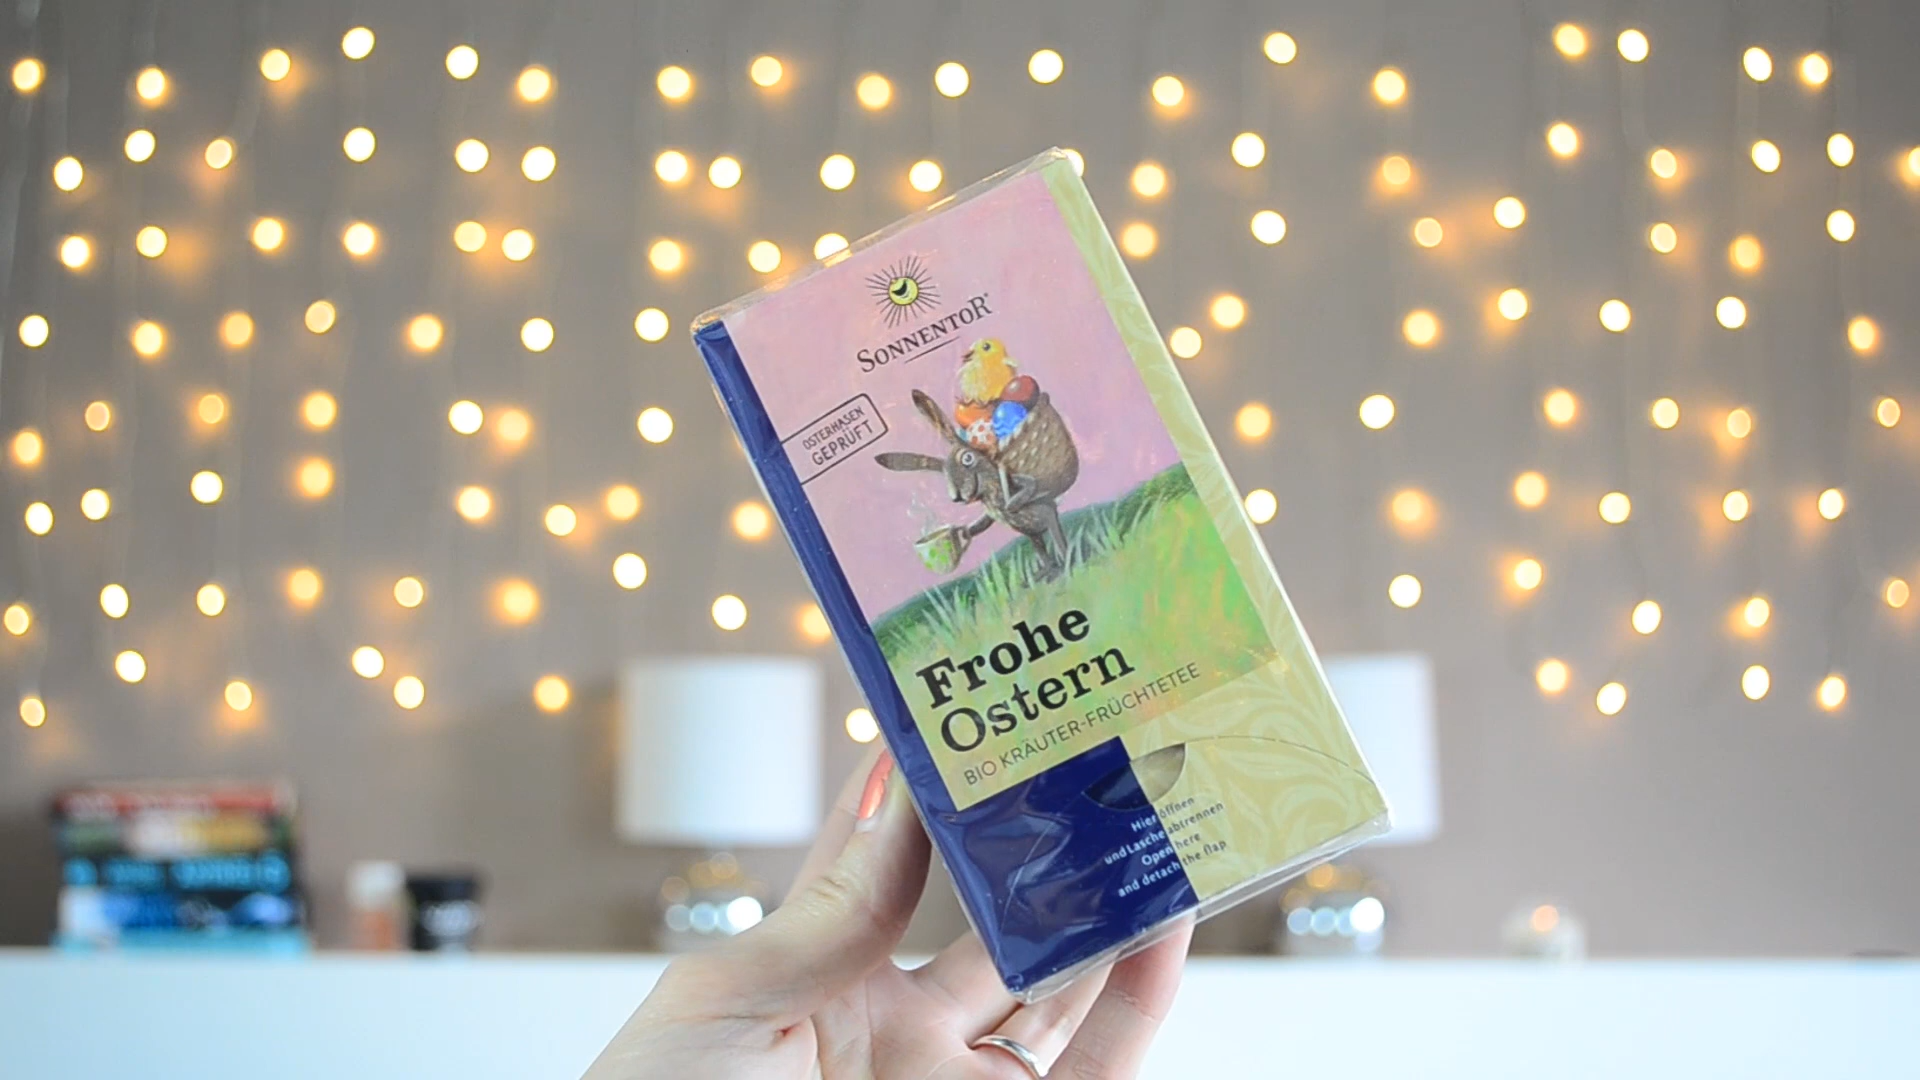 SONNENTOR®
OSTERHASEN
GEPRÜFT
Frohe
Ostern
BIO KRÄUTER-FRÜCHTETEE
Hier öffnen
und Lasche abtrennen
Open here
and detach the flap